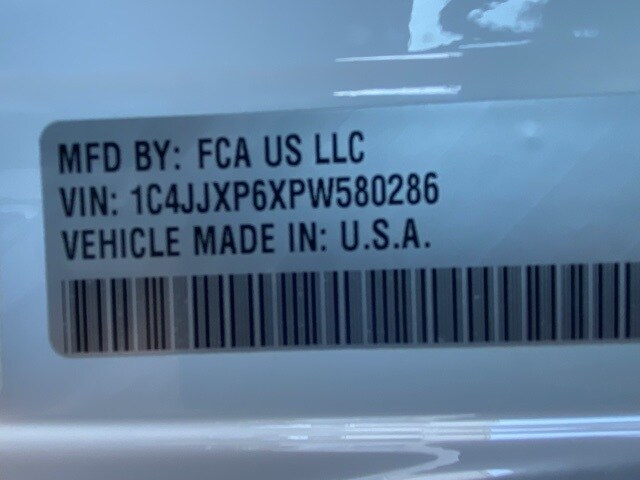 MFD BY: FCA US LLC
VIN: 1C4JJXP6XPW580286
VEHICLE MADE IN: U.S.A.